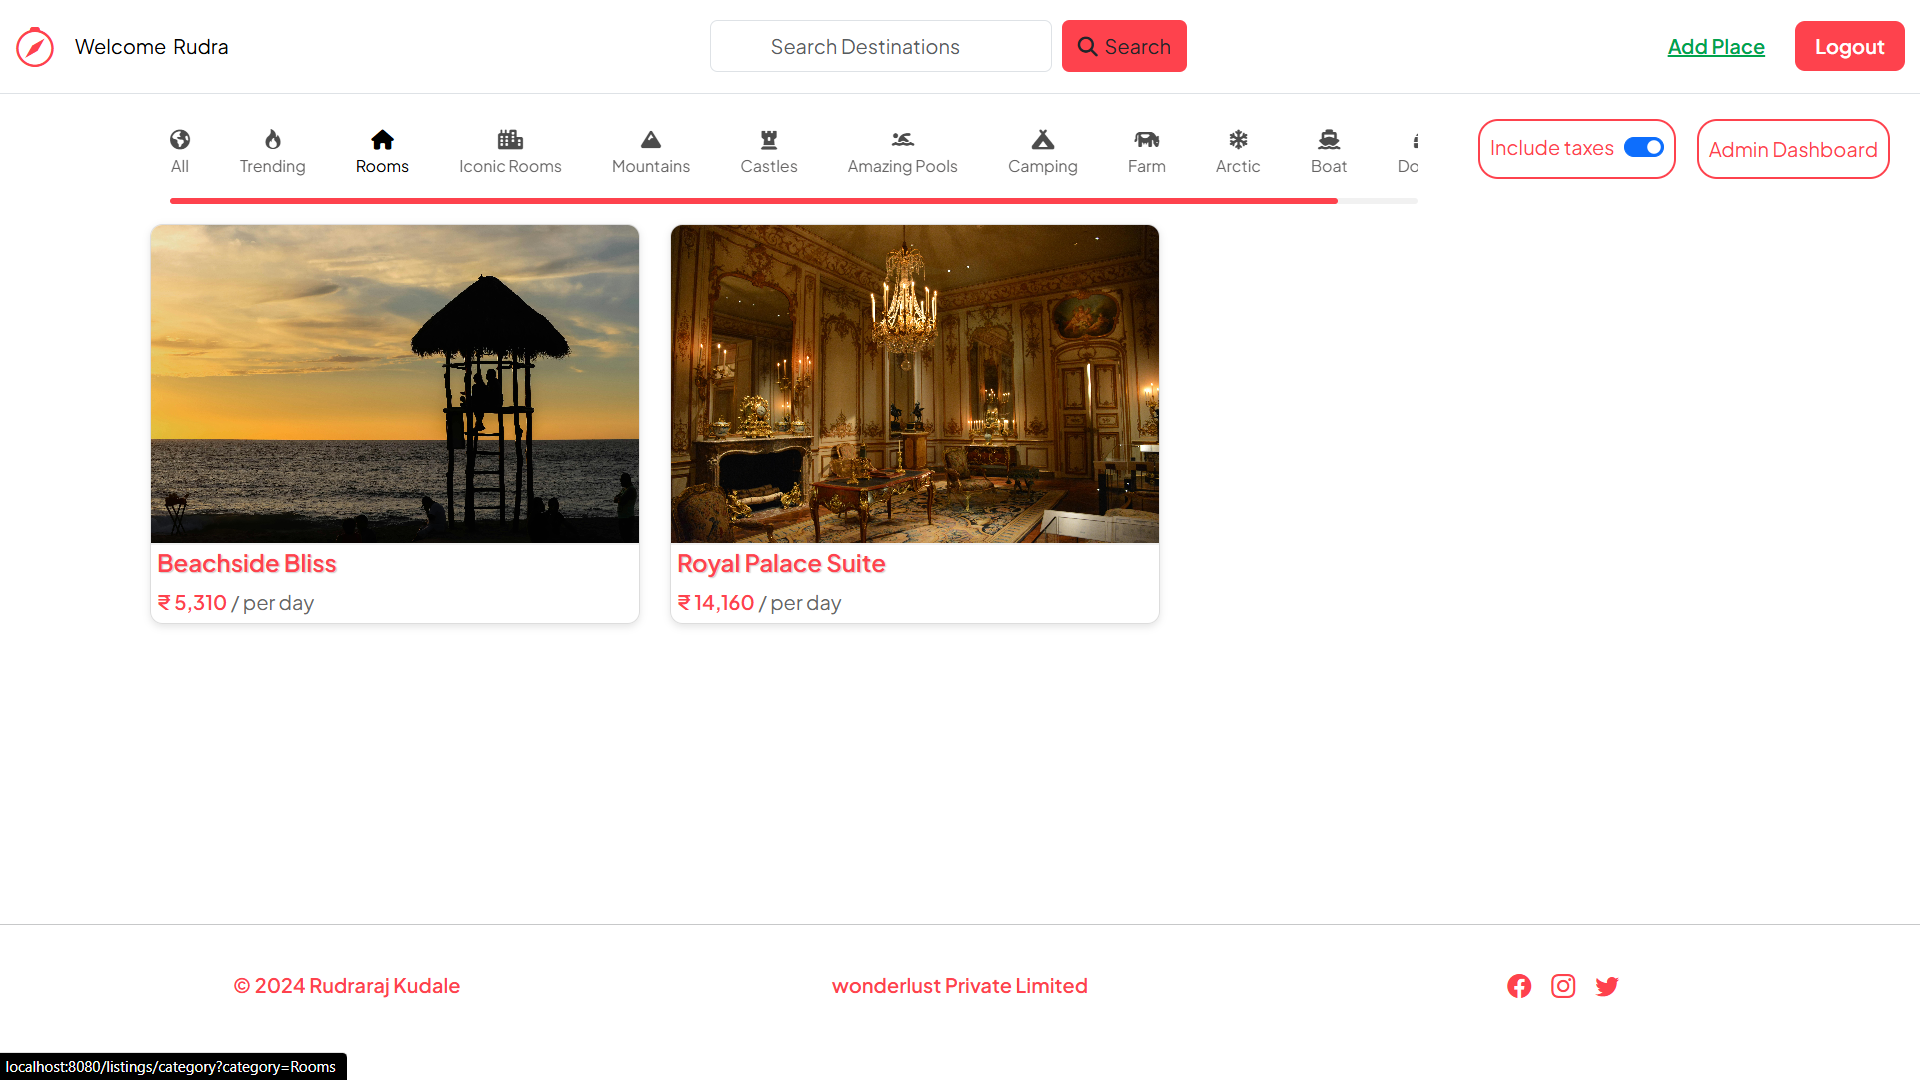 Welcome Rudra
Search Destinations
Search
Add Place
Logout
All
Trending
Rooms
Iconic Rooms
Mountains
Castles
Amazing Pools
Camping
Farm
Arctic
Boat
Do
Include taxes
Admin Dashboard
Beachside Bliss
₹ 5,310 / per day
Royal Palace Suite
₹ 14,160 / per day
© 2024 Rudraraj Kudale
wonderlust Private Limited
localhost:8080/listings/category?category=Rooms